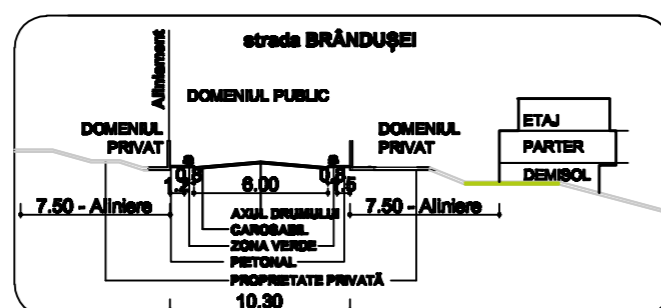 strada BRÂNDUȘEI
Aliniament
DOMENIUL PUBLIC
DOMENIUL PRIVAT
DOMENIUL PRIVAT
ETAJ
PARTER
DEMISOL
6.00
7.50 - Aliniere
7.50 - Aliniere
AXUL DRUMULUI
CAROSABIL
ZONA VERDE
PIETONAL
PROPRIETATE PRIVATĂ
10.30